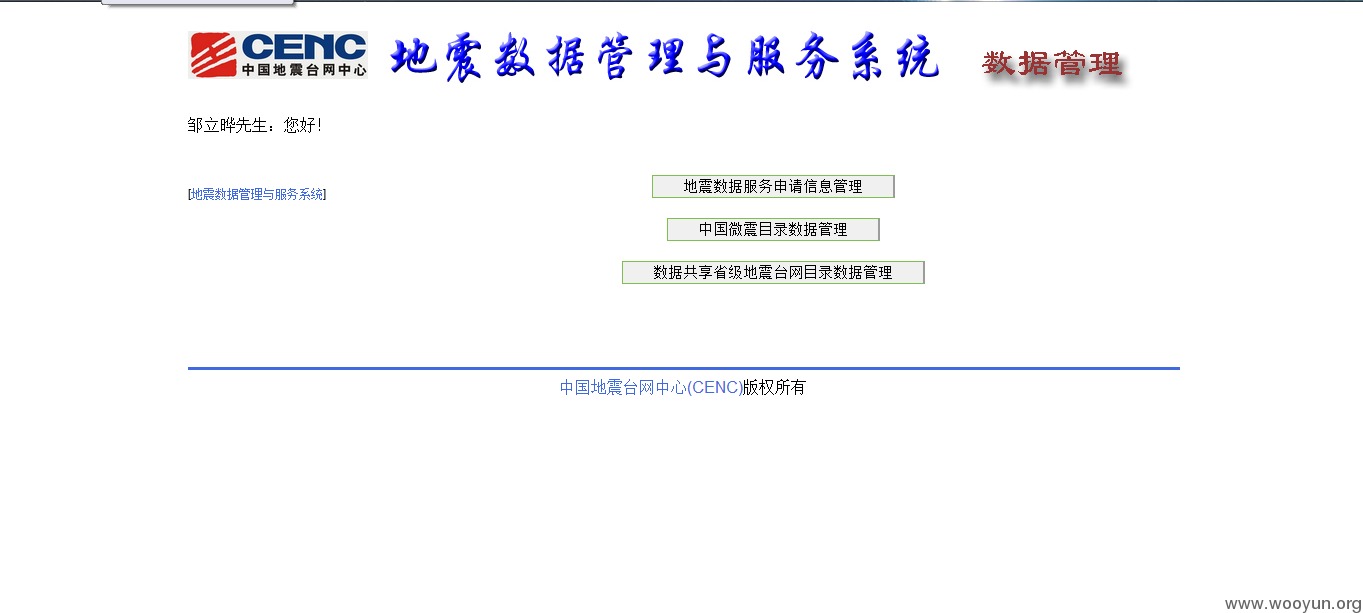 CENC
中国地震台网中心
地震数据管理与服务系统
数据管理
邹立晔先生：您好！
[地震数据管理与服务系统]
地震数据服务申请信息管理
中国微震目录数据管理
数据共享省级地震台网目录数据管理
中国地震台网中心(CENC)版权所有
www.wooyun.org